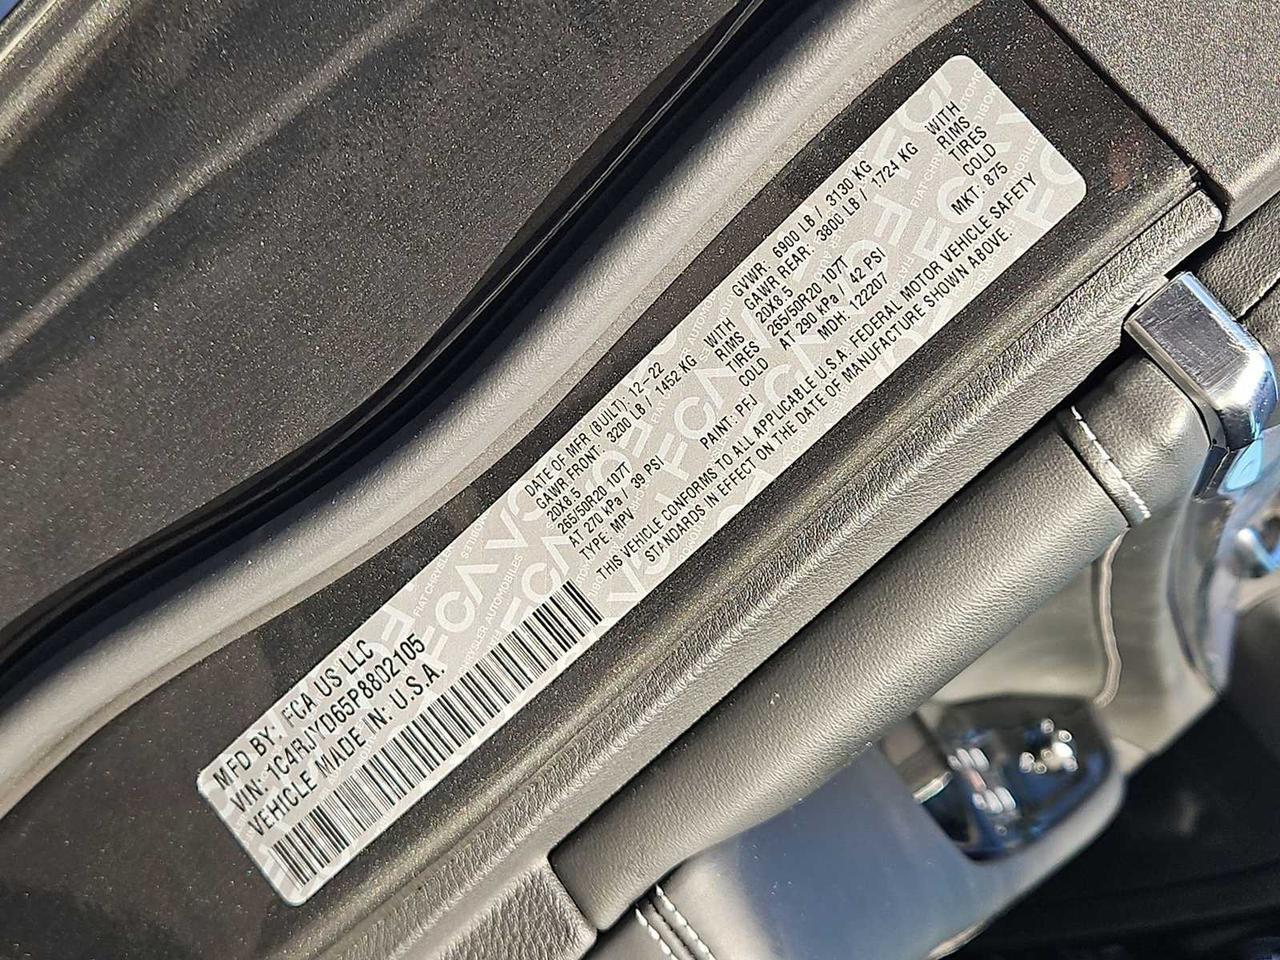 MFD BY: FCA US LLC
VIN: 1C4RJYD65P8802105
VEHICLE MADE IN: U.S.A.
DATE OF MFR (BUILT): 12-22 GVWR: 6900 LB / 3130 KG
GAWR FRONT: 3200 LB / 1452 KG WITH GAWR REAR: 3800 LB / 1724 KG WITH
20X8.5 RIMS 20X8.5 RIMS
265/50R20 107T TIRES 265/50R20 107T TIRES
AT 270 kPa / 39 PSI COLD AT 290 kPa / 42 PSI COLD
TYPE: MPV PAINT: PFJ MDH: 122207 MKT: 875
THIS VEHICLE CONFORMS TO ALL APPLICABLE U.S.A. FEDERAL MOTOR VEHICLE SAFETY
STANDARDS IN EFFECT ON THE DATE OF MANUFACTURE SHOWN ABOVE.